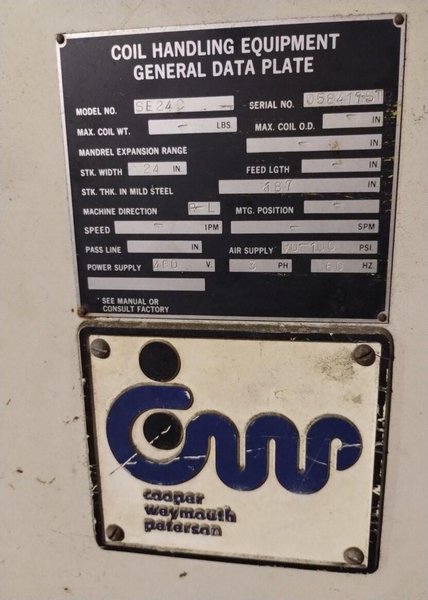 COIL HANDLING EQUIPMENT
GENERAL DATA PLATE
MODEL NO. SERIAL NO.
MAX. COIL WT. - LBS MAX. COIL O.D. - IN
MANDREL EXPANSION RANGE - IN
STK. WIDTH 24 IN FEED LGTH - IN
STK. THK. IN MILD STEEL .187 IN
MACHINE DIRECTION R-L MTG. POSITION -
SPEED - IPM - SPM
PASS LINE IN. AIR SUPPLY PSI.
POWER SUPPLY 460 V. 3 PH 60 HZ
*SEE MANUAL OR
CONSULT FACTORY
cwp
cooper
weymouth
peterson